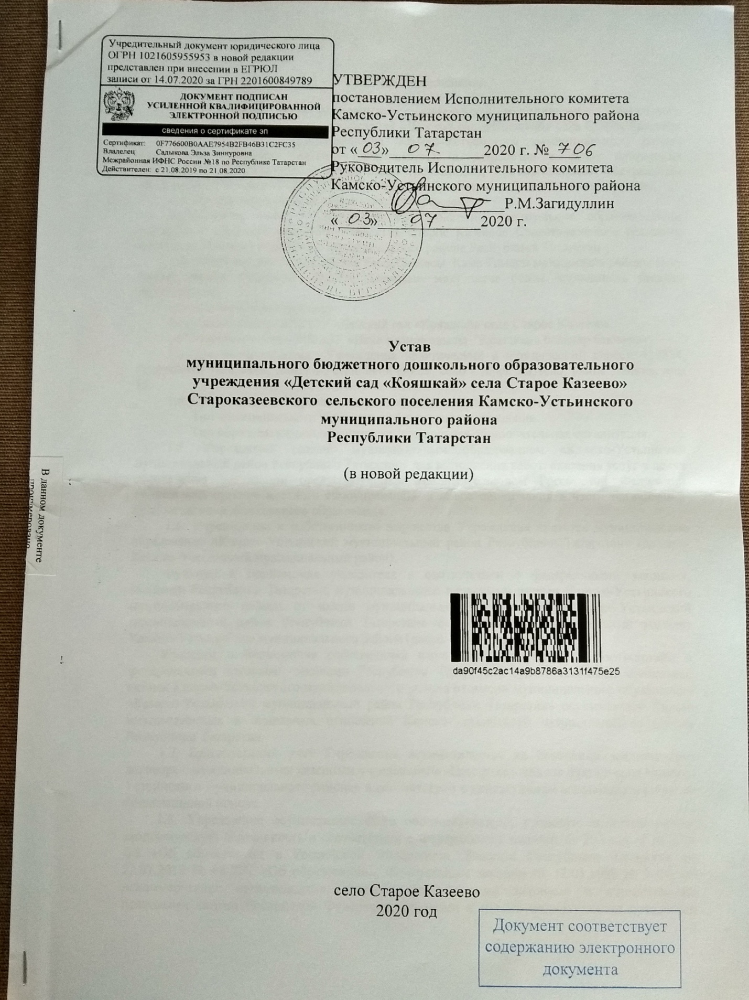 Учредительный документ юридического лица
ОГРН 1021605955953 в новой редакции
представлен при внесении в ЕГРЮЛ
записи от 14.07.2020 за ГРН 2201600849789
ДОКУМЕНТ ПОДПИСАН
УСИЛЕННОЙ КВАЛИФИЦИРОВАННОЙ
ЭЛЕКТРОННОЙ ПОДПИСЬЮ
сведения о сертификате эп
Сертификат: 0F776600B0AAE7954B2FB46B31C2FC35
Владелец: Садыкова Эльза Зиннуровна
Межрайонная ИФНС России №18 по Республике Татарстан
Действителен: с 21.08.2019 по 21.08.2020
УТВЕРЖДЕН
постановлением Исполнительного комитета
Камско-Устьинского муниципального района
Республики Татарстан
от «03» 07 2020 г. № 706
Руководитель Исполнительного комитета
Камско-Устьинского муниципального района
Р.М.Загидуллин
«03» 07 2020 г.
Устав
муниципального бюджетного дошкольного образовательного
учреждения «Детский сад «Кояшкай» села Старое Казеево»
Староказеевского сельского поселения Камско-Устьинского
муниципального района
Республики Татарстан
(в новой редакции)
В данном документе
da90f45c2ac14a9b8786a3131f475e25
село Старое Казеево
2020 год
Документ соответствует
содержанию электронного
документа